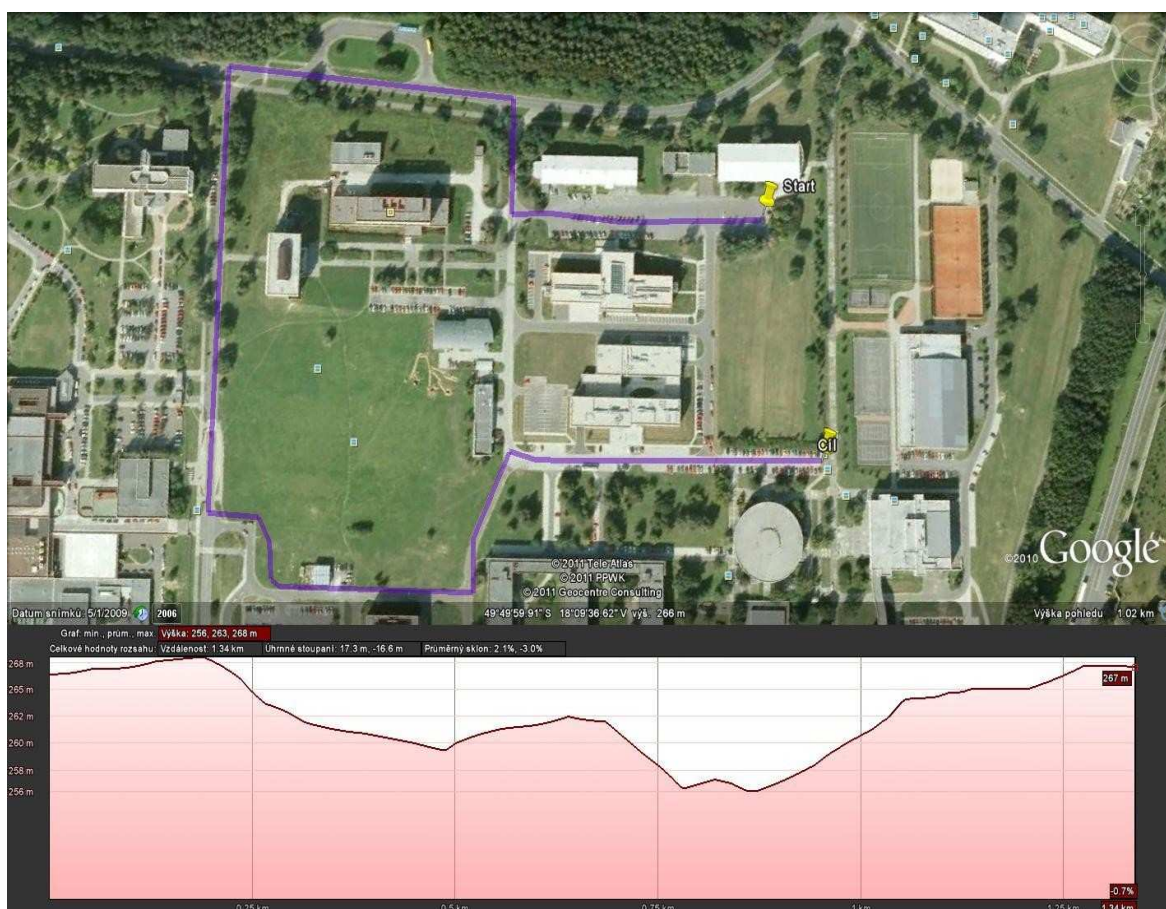 Start
Cíl
© 2011 Tele Atlas
© 2011 PPWK
© 2011 Geocentre Consulting
©2010 Google
Datum snímků 5/1/2009 2006 49°49'59.91" S 18°09'36.62" V výš. 266 m Výška pohledu 1.02 km
Graf: min., prům., max. Výška: 256, 263, 268 m
Celkové hodnoty rozsahu: Vzdálenost: 1.34 km Úhrnné stoupání: 17.3 m, -16.6 m Průměrný sklon: 2.1%, -3.0%
268 m
267 m
265 m
262 m
260 m
258 m
256 m
-0.7%
0.25 km 0.5 km 0.75 km 1 km 1.25 km 1.34 km